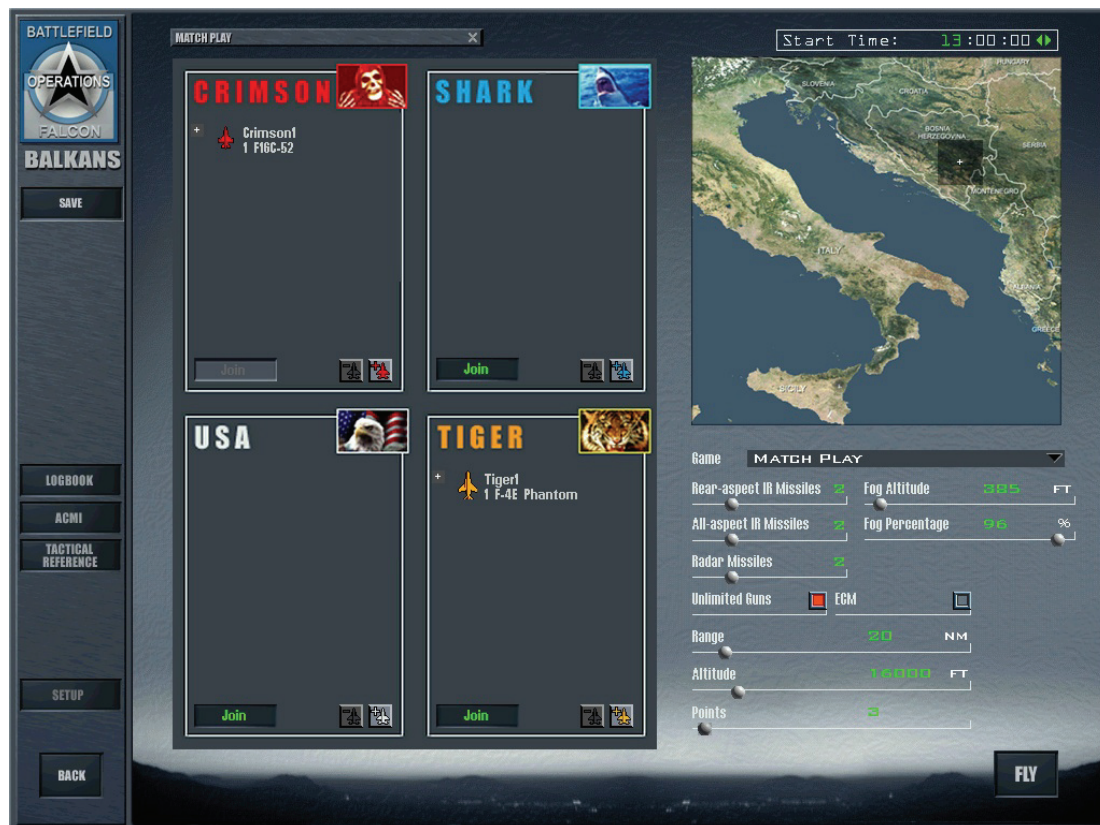 BATTLEFIELD
OPERATIONS
FALCON
BALKANS
SAVE
LOGBOOK
ACMI
TACTICAL
REFERENCE
SETUP
BACK
MATCH PLAY
CRIMSON
Crimson1
1 F16C-52
Join
SHARK
Join
USA
Join
TIGER
Tiger1
1 F-4E Phantom
Join
Start Time: 13:00:00
HUNGARY
SLOVENIA
CROATIA
BOSNIA
HERZEGOVINA
SERBIA
MONTENEGRO
ITALY
ALBANIA
GREECE
SICILY
Game MATCH PLAY
Rear-aspect IR Missiles 2 Fog Altitude 385 FT
All-aspect IR Missiles 2 Fog Percentage 96 %
Radar Missiles 2
Unlimited Guns ECM
Range 20 NM
Altitude 16000 FT
Points 3
FLY